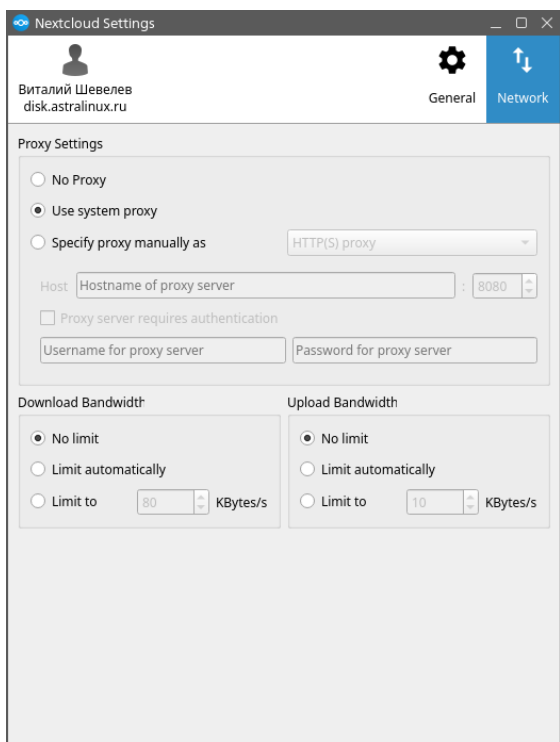 Nextcloud Settings
Виталий Шевелев
disk.astralinux.ru
General
Network
Proxy Settings
No Proxy
Use system proxy
Specify proxy manually as
HTTP(S) proxy
Host
Hostname of proxy server
:
8080
Proxy server requires authentication
Username for proxy server
Password for proxy server
Download Bandwidth
Upload Bandwidth
No limit
No limit
Limit automatically
Limit automatically
Limit to
80
KBytes/s
Limit to
10
KBytes/s